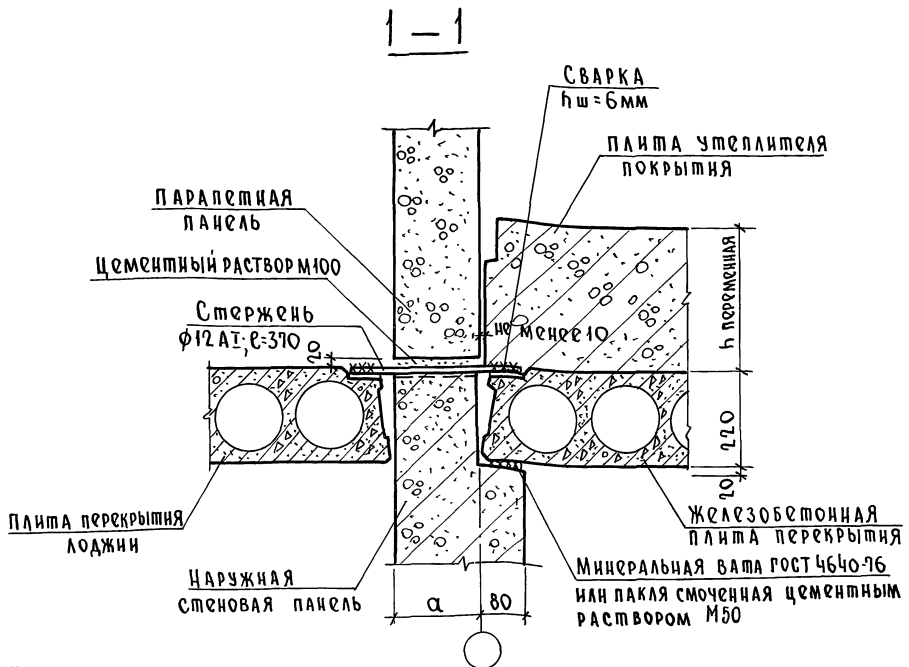 1 – 1
СВАРКА
hш = 6мм
ПЛИТА УТЕПЛИТЕЛЯ
ПОКРЫТИЯ
ПАРАПЕТНАЯ
ПАНЕЛЬ
ЦЕМЕНТНЫЙ РАСТВОР М100
СТЕРЖЕНЬ
ϕ12 АI; ℓ=370
20
не менее 10
h ПЕРЕМЕННАЯ
220
20
ПЛИТА ПЕРЕКРЫТИЯ
ЛОДЖИИ
ЖЕЛЕЗОБЕТОННАЯ
ПЛИТА ПЕРЕКРЫТИЯ
НАРУЖНАЯ
СТЕНОВАЯ ПАНЕЛЬ
a
80
МИНЕРАЛЬНАЯ ВАТА ГОСТ 4640-76
ИЛИ ПАКЛЯ СМОЧЕННАЯ ЦЕМЕНТНЫМ
РАСТВОРОМ М50